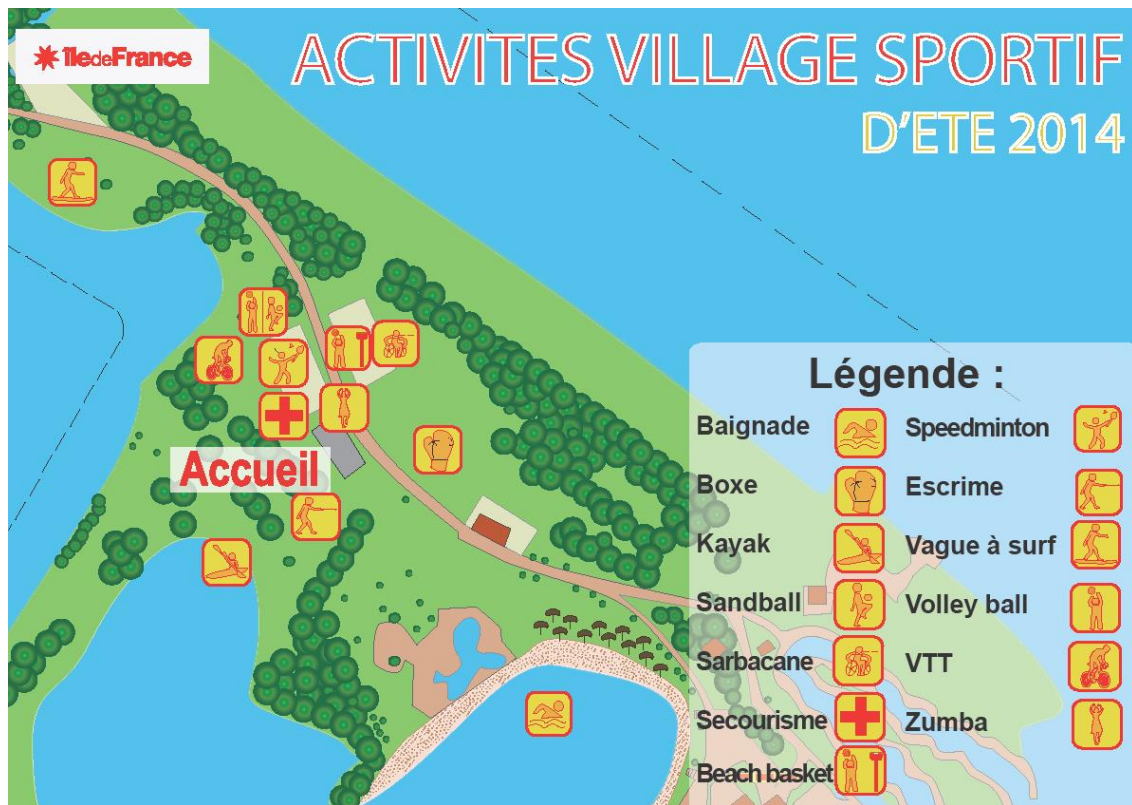 îledeFrance
ACTIVITES VILLAGE SPORTIF
D'ETE 2014
Accueil
Légende :
Baignade
Speedminton
Boxe
Escrime
Kayak
Vague à surf
Sandball
Volley ball
Sarbacane
VTT
Secourisme
Zumba
Beach basket